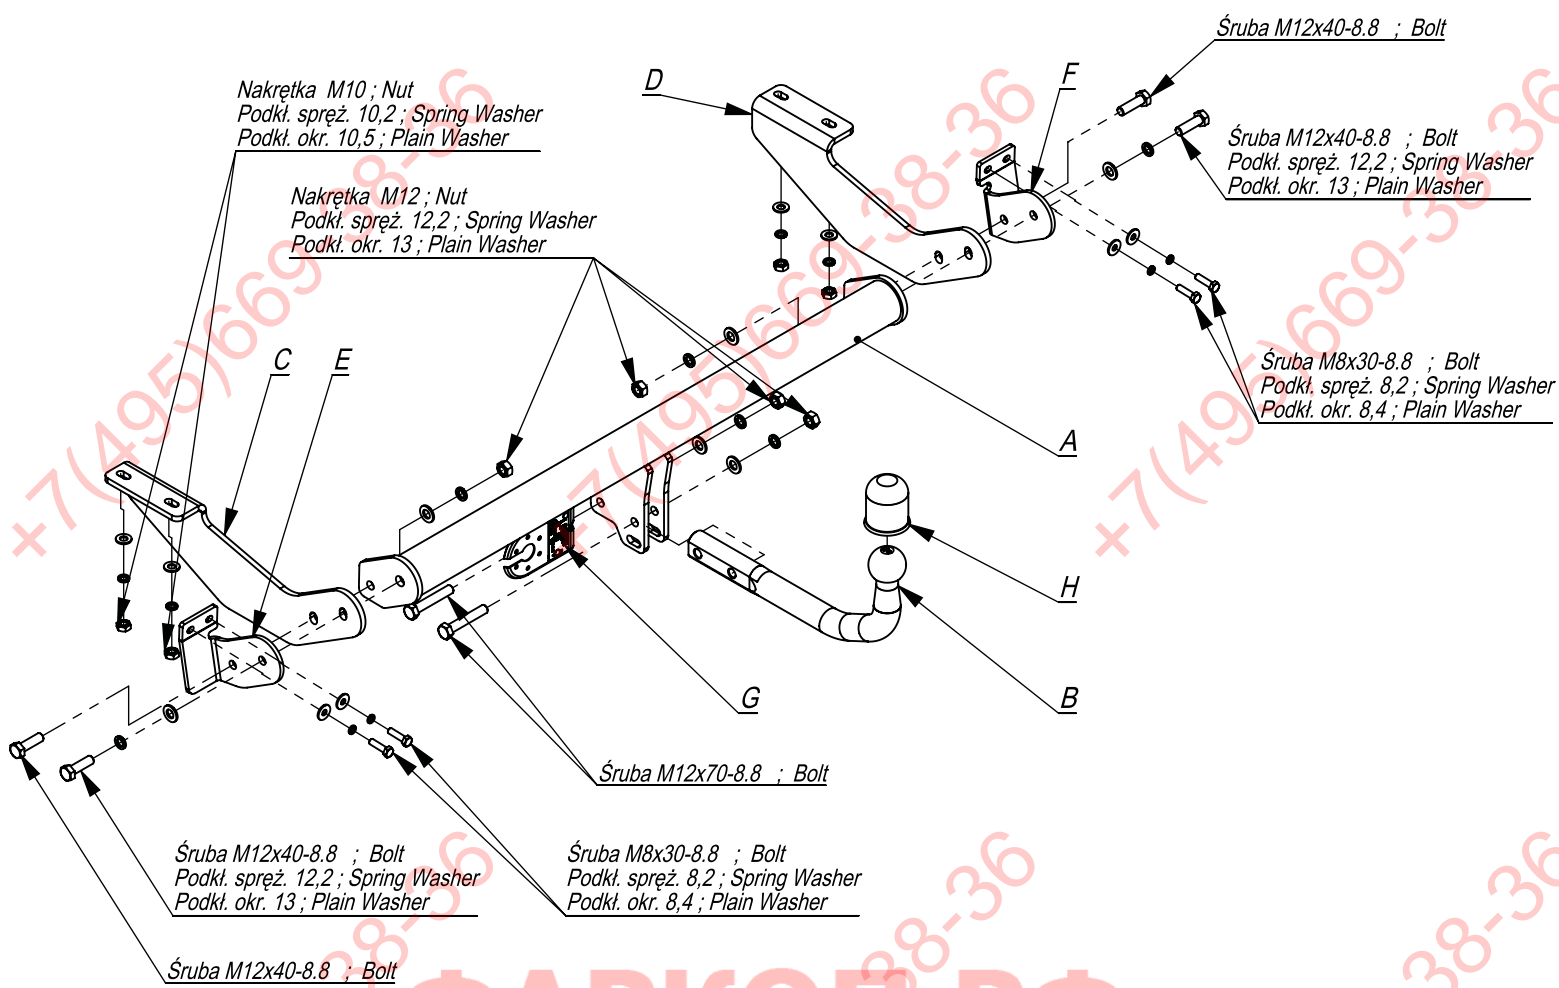 Śruba M12x40-8.8 ; Bolt
Nakrętka M10 ; Nut
Podkł. spręż. 10,2 ; Spring Washer
Podkł. okr. 10,5 ; Plain Washer
D
F
Śruba M12x40-8.8 ; Bolt
Podkł. spręż. 12,2 ; Spring Washer
Podkł. okr. 13 ; Plain Washer
Nakrętka M12 ; Nut
Podkł. spręż. 12,2 ; Spring Washer
Podkł. okr. 13 ; Plain Washer
C
E
Śruba M8x30-8.8 ; Bolt
Podkł. spręż. 8,2 ; Spring Washer
Podkł. okr. 8,4 ; Plain Washer
A
H
G
B
Śruba M12x70-8.8 ; Bolt
Śruba M12x40-8.8 ; Bolt
Podkł. spręż. 12,2 ; Spring Washer
Podkł. okr. 13 ; Plain Washer
Śruba M8x30-8.8 ; Bolt
Podkł. spręż. 8,2 ; Spring Washer
Podkł. okr. 8,4 ; Plain Washer
Śruba M12x40-8.8 ; Bolt
+7(495)669-38-36
+7(495)669-38-36
+7(495)669-38-36
38-36
38-36
38-36